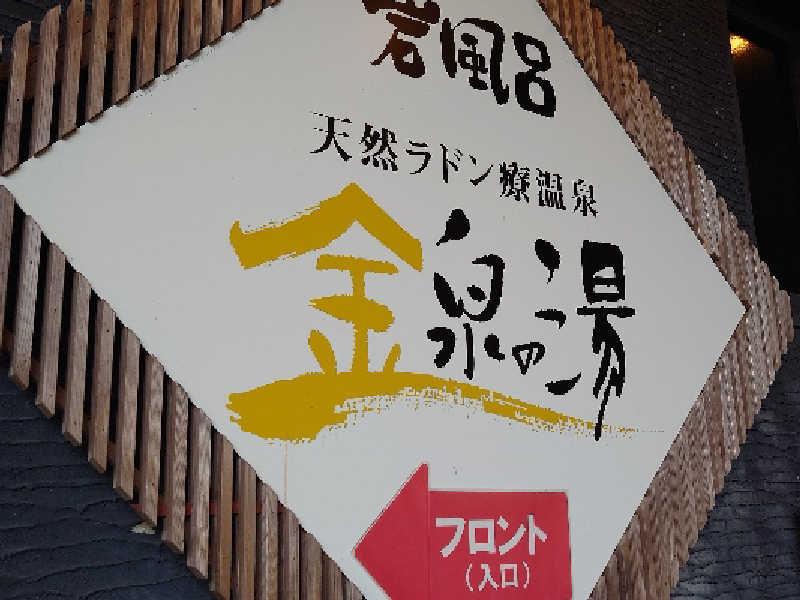 岩風呂
天然ラドン療温泉
金泉の湯
フロント
(入口)